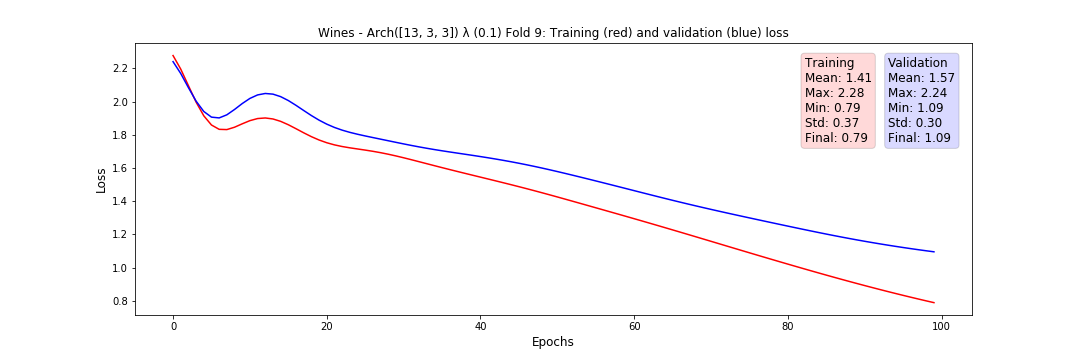 Wines - Arch([13, 3, 3]) λ (0.1) Fold 9: Training (red) and validation (blue) loss
Training
Mean: 1.41
Max: 2.28
Min: 0.79
Std: 0.37
Final: 0.79
Validation
Mean: 1.57
Max: 2.24
Min: 1.09
Std: 0.30
Final: 1.09
Loss
2.2
2.0
1.8
1.6
1.4
1.2
1.0
0.8
0
20
40
60
80
100
Epochs